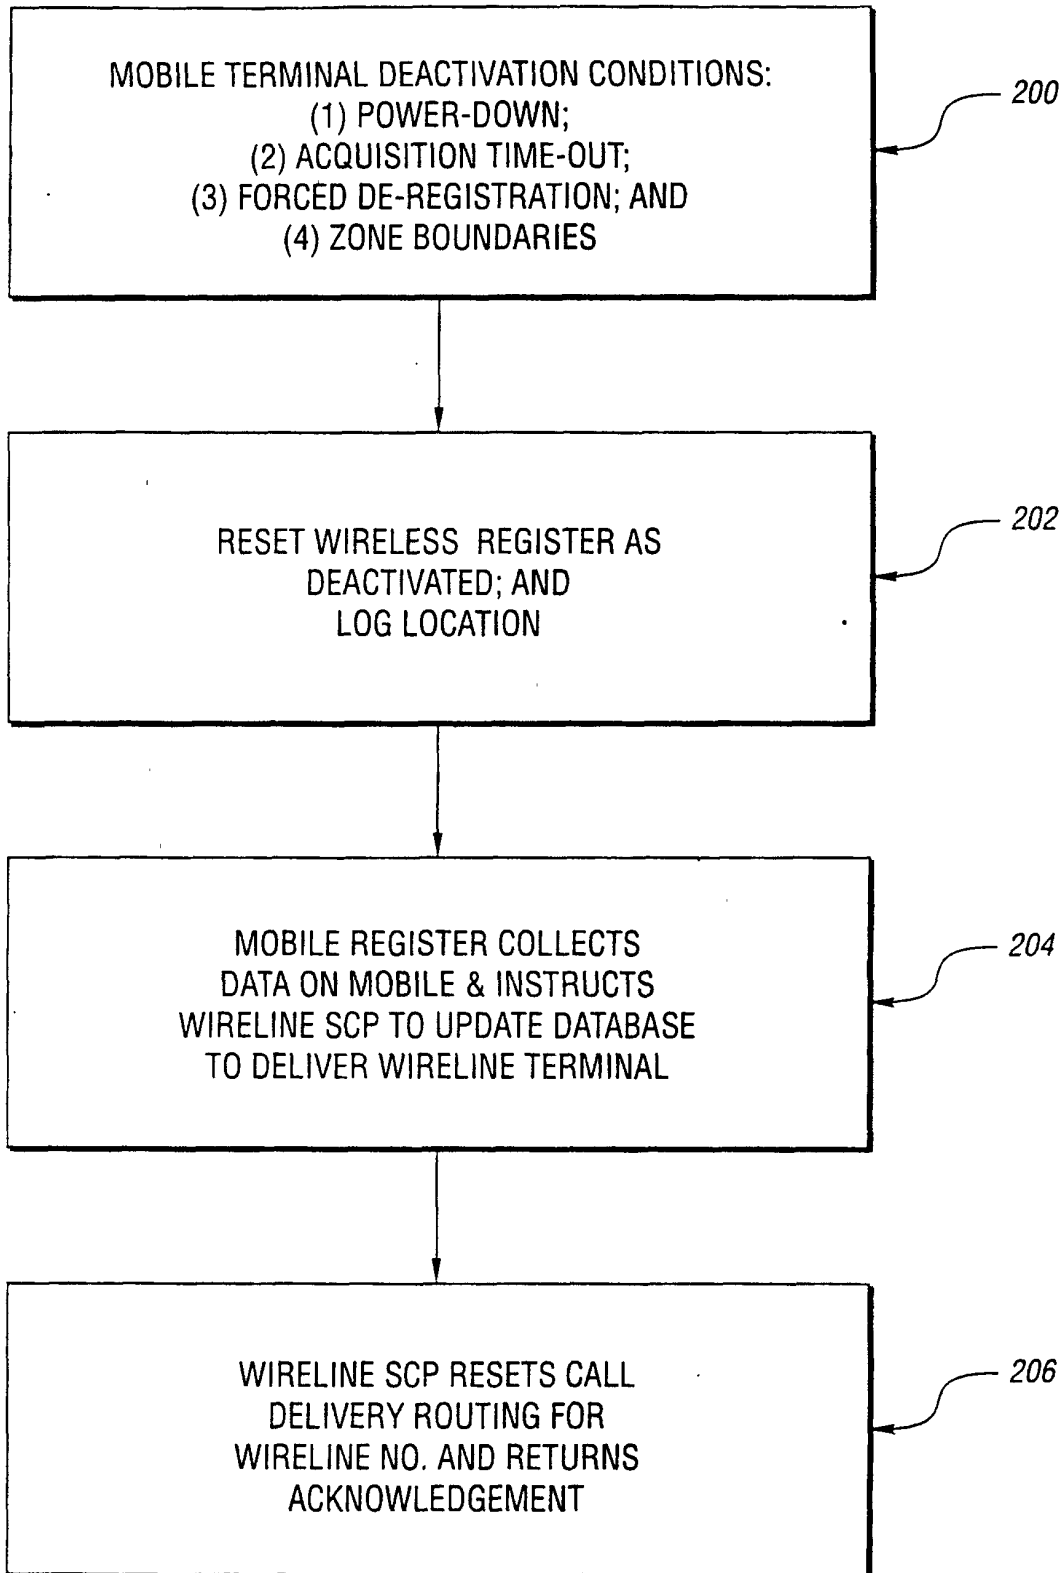 MOBILE TERMINAL DEACTIVATION CONDITIONS:
(1) POWER-DOWN;
(2) ACQUISITION TIME-OUT;
(3) FORCED DE-REGISTRATION; AND
(4) ZONE BOUNDARIES
200
RESET WIRELESS REGISTER AS
DEACTIVATED; AND
LOG LOCATION
202
MOBILE REGISTER COLLECTS
DATA ON MOBILE & INSTRUCTS
WIRELINE SCP TO UPDATE DATABASE
TO DELIVER WIRELINE TERMINAL
204
WIRELINE SCP RESETS CALL
DELIVERY ROUTING FOR
WIRELINE NO. AND RETURNS
ACKNOWLEDGEMENT
206